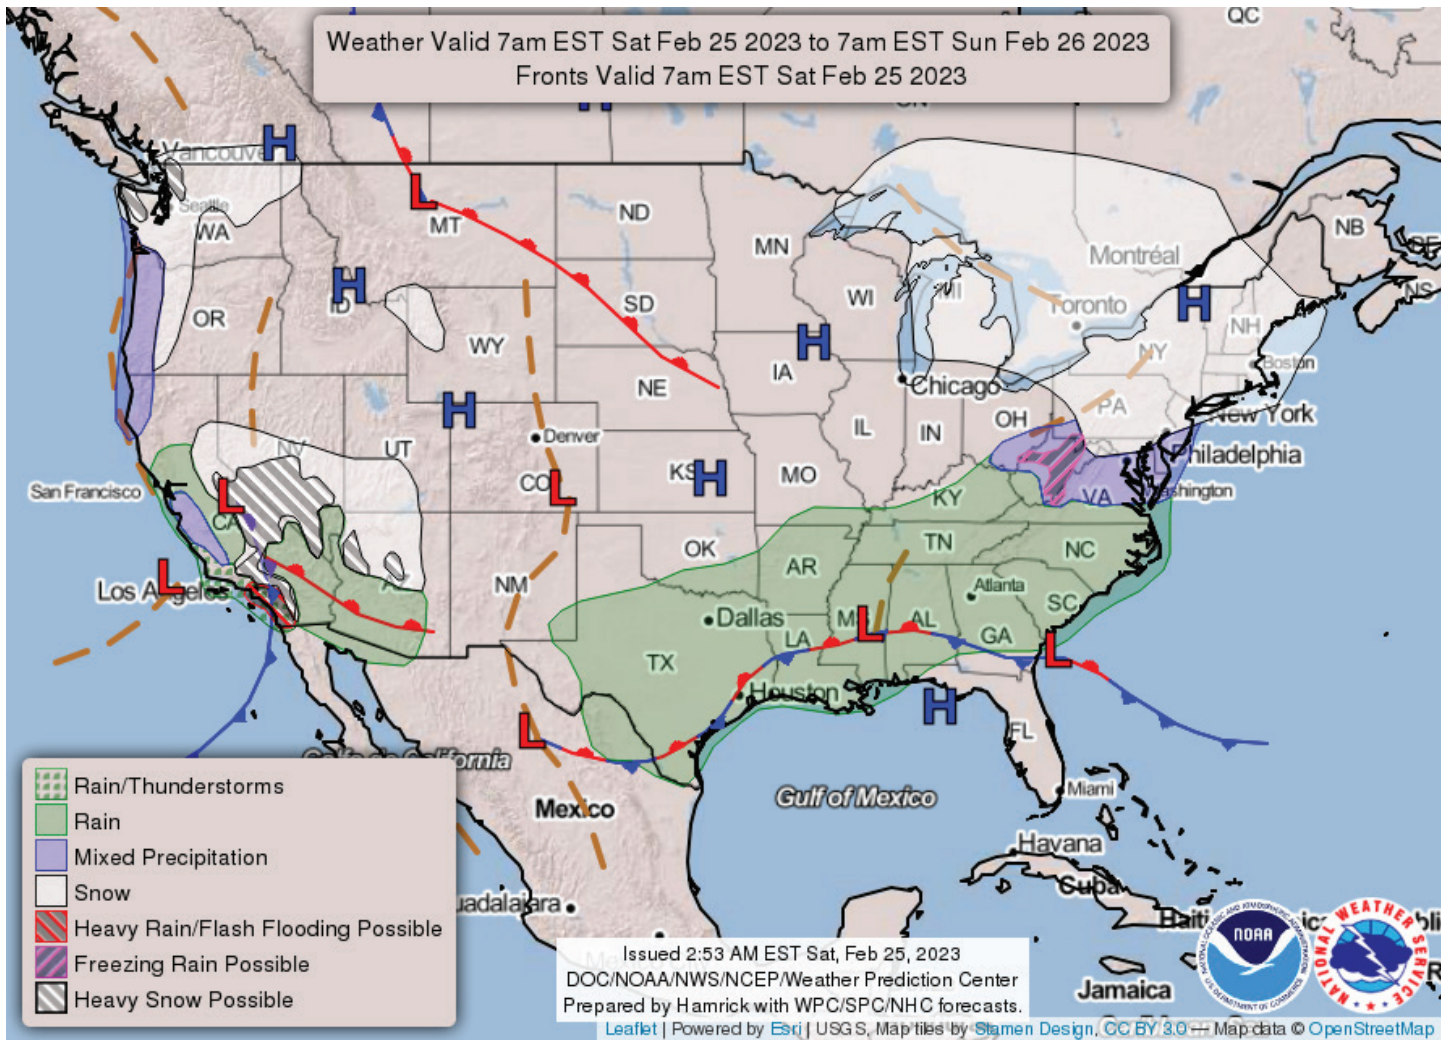 QC
Weather Valid 7am EST Sat Feb 25 2023 to 7am EST Sun Feb 26 2023
Fronts Valid 7am EST Sat Feb 25 2023
H
ON
Vancouver
H
L
Seattle
WA
MT
ND
MN
NB
Montréal
H
ID
OR
SD
WI
MI
Toronto
H
NS
NH
WY
H
IA
NY
Boston
NE
Chicago
H
PA
New York
NV
UT
Denver
IL
IN
OH
Philadelphia
San Francisco
L
CA
CO
L
KS
H
MO
KY
VA
Washington
OK
TN
NC
L
Los Angeles
AZ
NM
AR
Atlanta
SC
Dallas
MS
L
AL
GA
LA
L
TX
Houston
H
FL
L
Golfo de California
Miami
Gulf of Mexico
Mexico
Havana
Cuba
Guadalajara
Haiti
Jamaica
Rain/Thunderstorms
Rain
Mixed Precipitation
Snow
Heavy Rain/Flash Flooding Possible
Freezing Rain Possible
Heavy Snow Possible
Issued 2:53 AM EST Sat, Feb 25, 2023
DOC/NOAA/NWS/NCEP/Weather Prediction Center
Prepared by Hamrick with WPC/SPC/NHC forecasts.
NOAA
NATIONAL WEATHER SERVICE
Leaflet | Powered by Esri | USGS, Map tiles by Stamen Design, CC BY 3.0 — Map data © OpenStreetMap